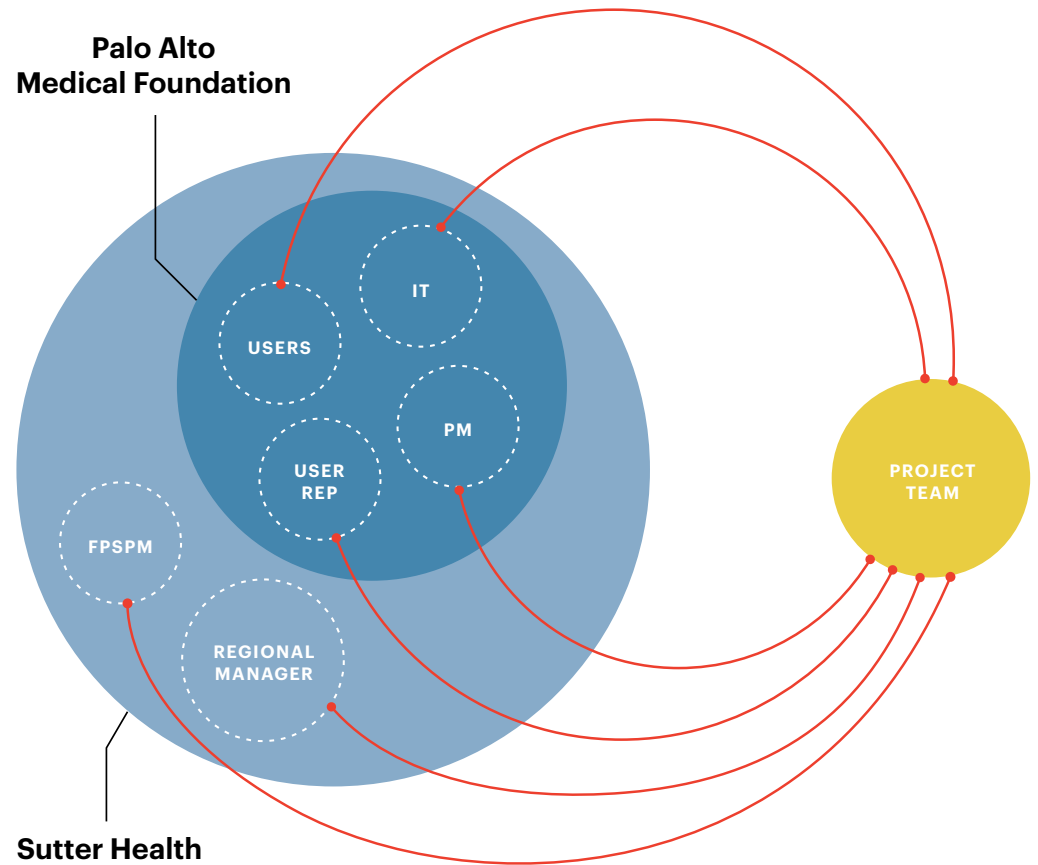 Palo Alto
Medical Foundation
IT
USERS
PM
USER
REP
PROJECT
TEAM
FPSPM
REGIONAL
MANAGER
Sutter Health